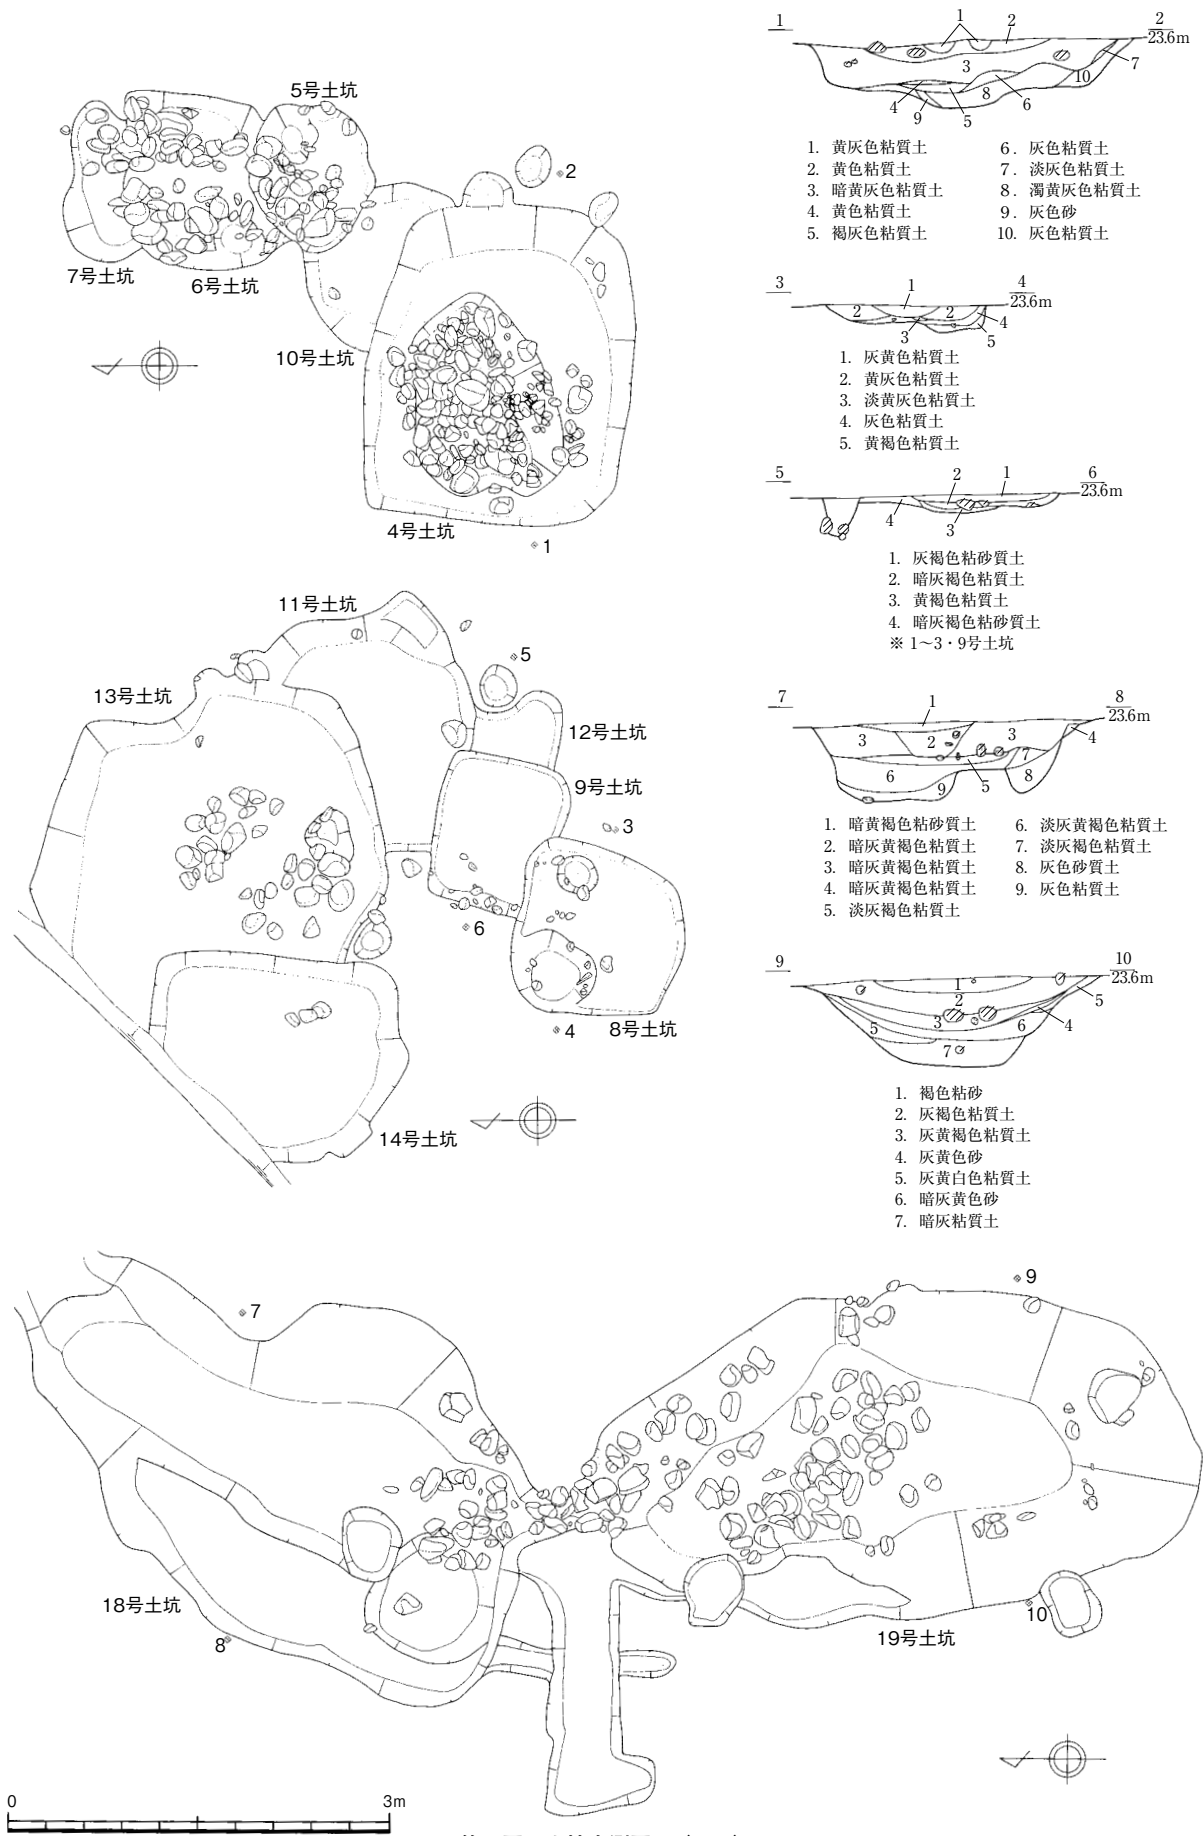 5号土坑
2
7号土坑
6号土坑
10号土坑
4号土坑
1
11号土坑
5
13号土坑
12号土坑
9号土坑
3
6
4
8号土坑
14号土坑
7
9
18号土坑
8
10
19号土坑
0 3m
1 2
23.6m
1 2
3 7
10
4 9 5 8 6
1. 黄灰色粘質土
2. 黄色粘質土
3. 暗黄灰色粘質土
4. 黄色粘質土
5. 褐灰色粘質土
6. 灰色粘質土
7. 淡灰色粘質土
8. 濁黄灰色粘質土
9. 灰色砂
10. 灰色粘質土
3 4
23.6m
1
2 2 4
3 5
1. 灰黄色粘質土
2. 黄灰色粘質土
3. 淡黄灰色粘質土
4. 灰色粘質土
5. 黄褐色粘質土
5 6
23.6m
2 1
4 3
1. 灰褐色粘砂質土
2. 暗灰褐色粘質土
3. 黄褐色粘質土
4. 暗灰褐色粘砂質土
※ 1～3・9号土坑
7 8
23.6m
1
3 2 3 4
6 9 5 7
8
1. 暗黄褐色粘砂質土
2. 暗灰黄褐色粘質土
3. 暗灰黄褐色粘質土
4. 暗灰黄褐色粘質土
5. 淡灰褐色粘質土
6. 淡灰黄褐色粘質土
7. 淡灰褐色粘質土
8. 灰色砂質土
9. 灰色粘質土
9 10
23.6m
1
2 5
5 3 6 4
7
1. 褐色粘砂
2. 灰褐色粘質土
3. 灰黄褐色粘質土
4. 灰黄色砂
5. 灰黄白色粘質土
6. 暗灰黄色砂
7. 暗灰粘質土